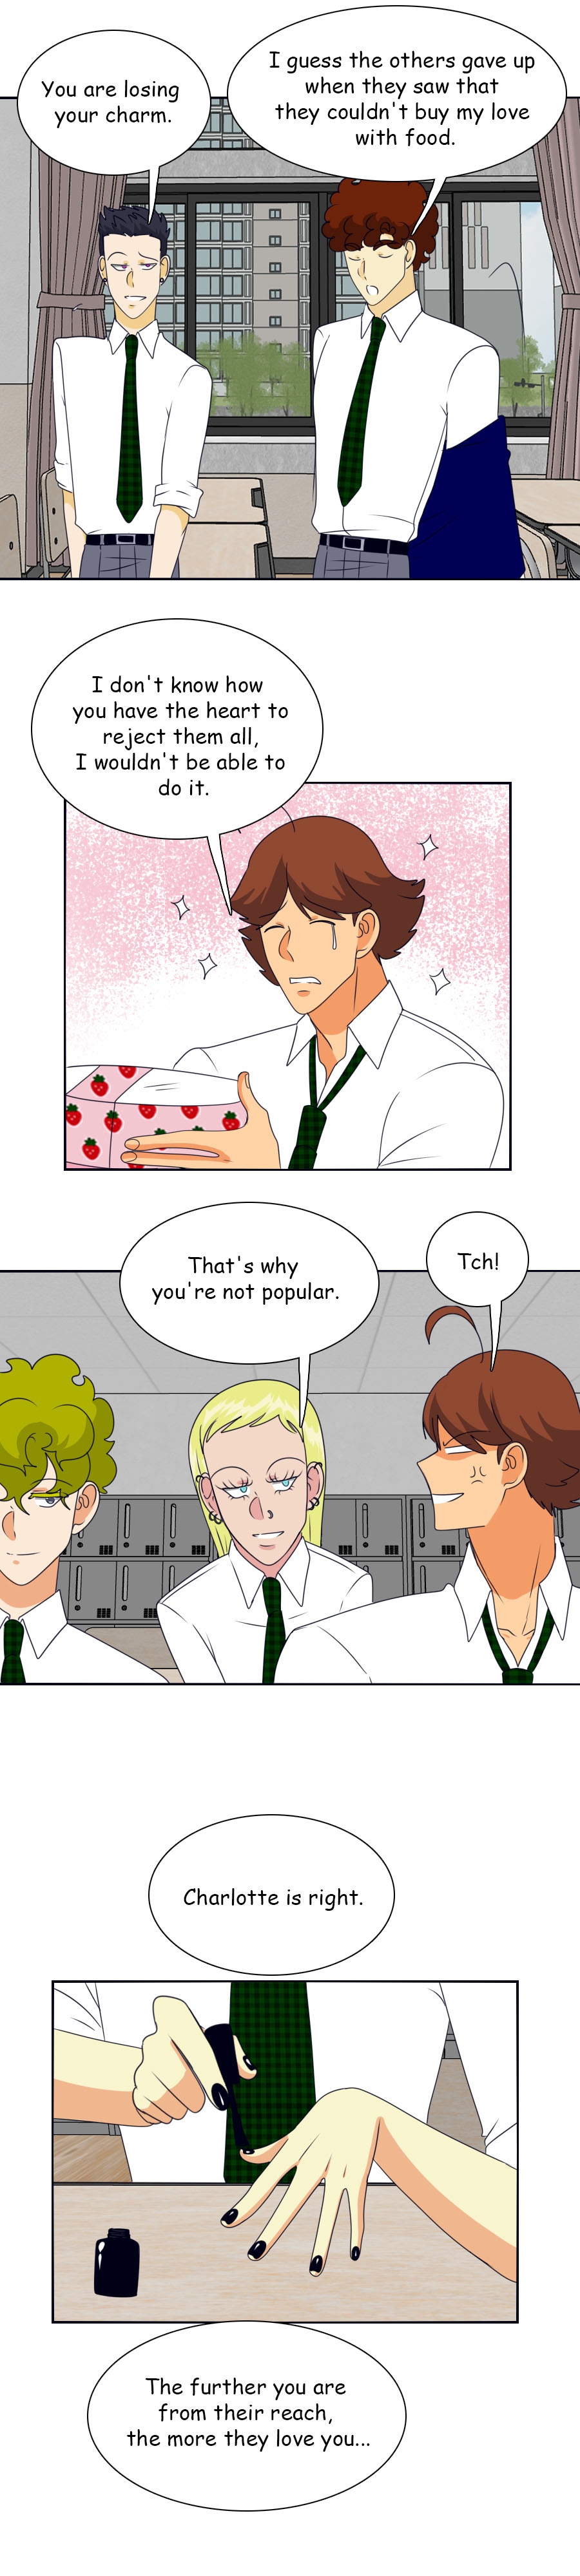 You are losing
your charm.
I guess the others gave up
when they saw that
they couldn't buy my love
with food.
I don't know how
you have the heart to
reject them all,
I wouldn't be able to
do it.
That's why
you're not popular.
Tch!
Charlotte is right.
The further you are
from their reach,
the more they love you...